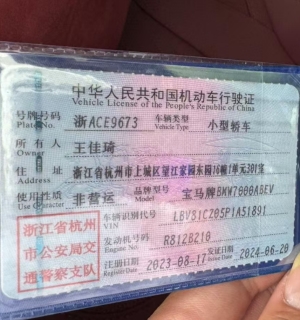 中华人民共和国机动车行驶证
Vehicle License of the People's Republic of China
号牌号码 浙ACE9673 车辆类型 小型轿车
Plate No. Vehicle Type
所有人 王佳琦
Owner
住址 浙江省杭州市上城区望江家园东园16幢1单元301室
Address
使用性质 非营运 品牌型号 宝马牌BMW7000ABEV
Use Character
浙江省杭州
市公安局交
通警察支队
车辆识别代号
VIN
发动机号码 R8128210
Engine No.
注册日期 2023-08-17 发证日期 2024-06-20
Register Date Issue Date